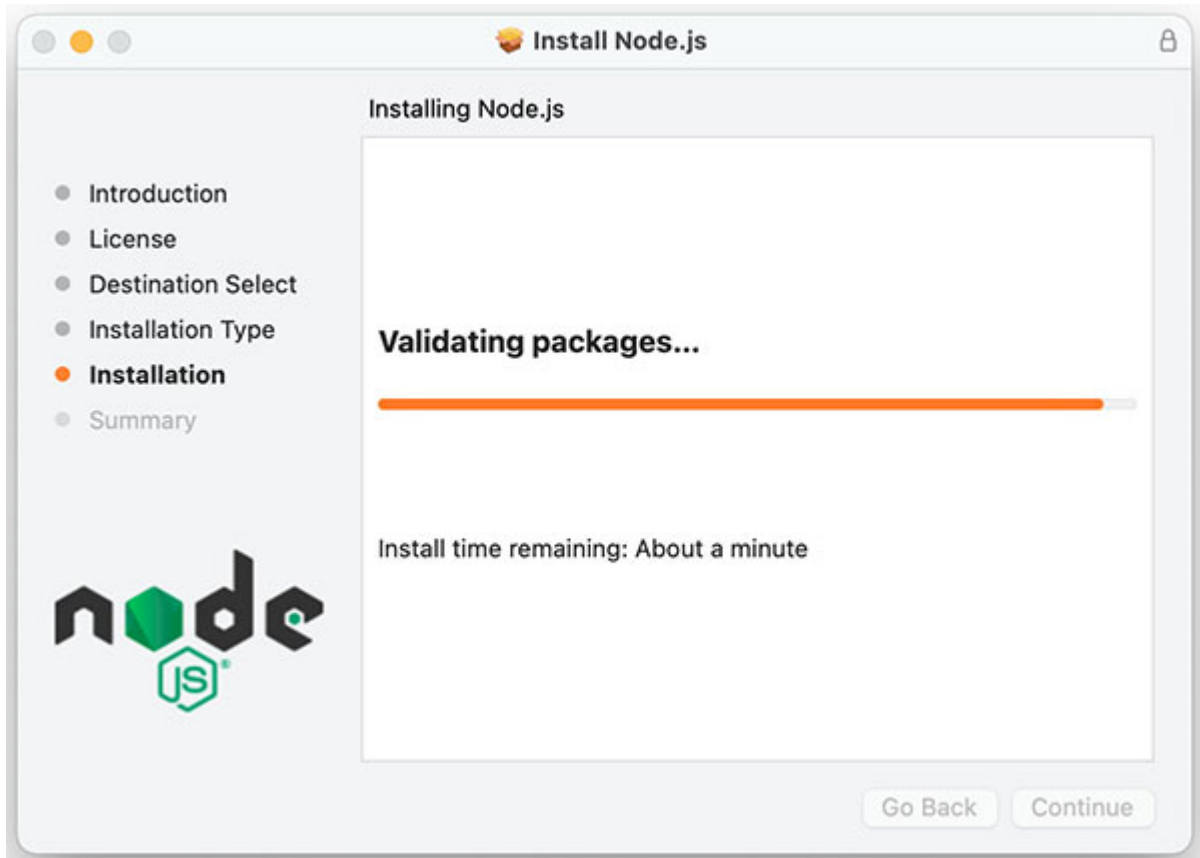 Install Node.js
Installing Node.js
Introduction
License
Destination Select
Installation Type
Installation
Summary
Validating packages...
Install time remaining: About a minute
node
JS®
Go Back
Continue